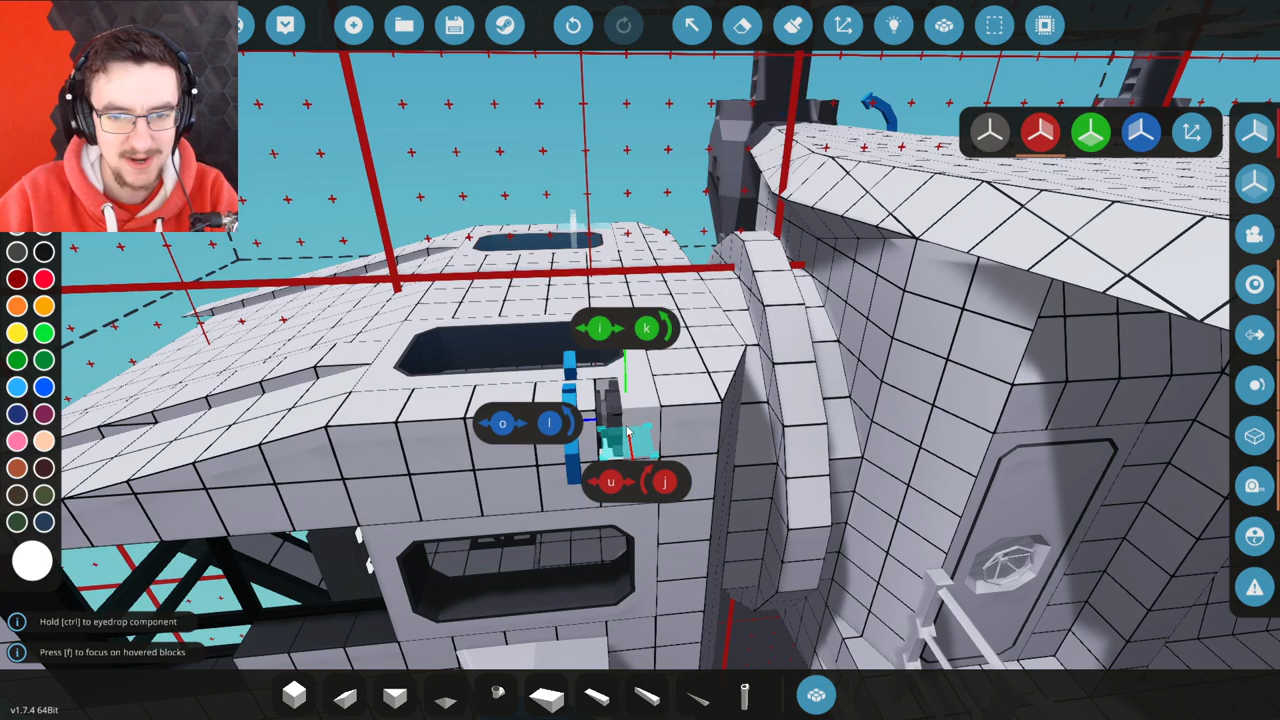 i k
o l
u j
Hold [ctrl] to eyedrop component
Press [f] to focus on hovered blocks
v1.7.4 64Bit